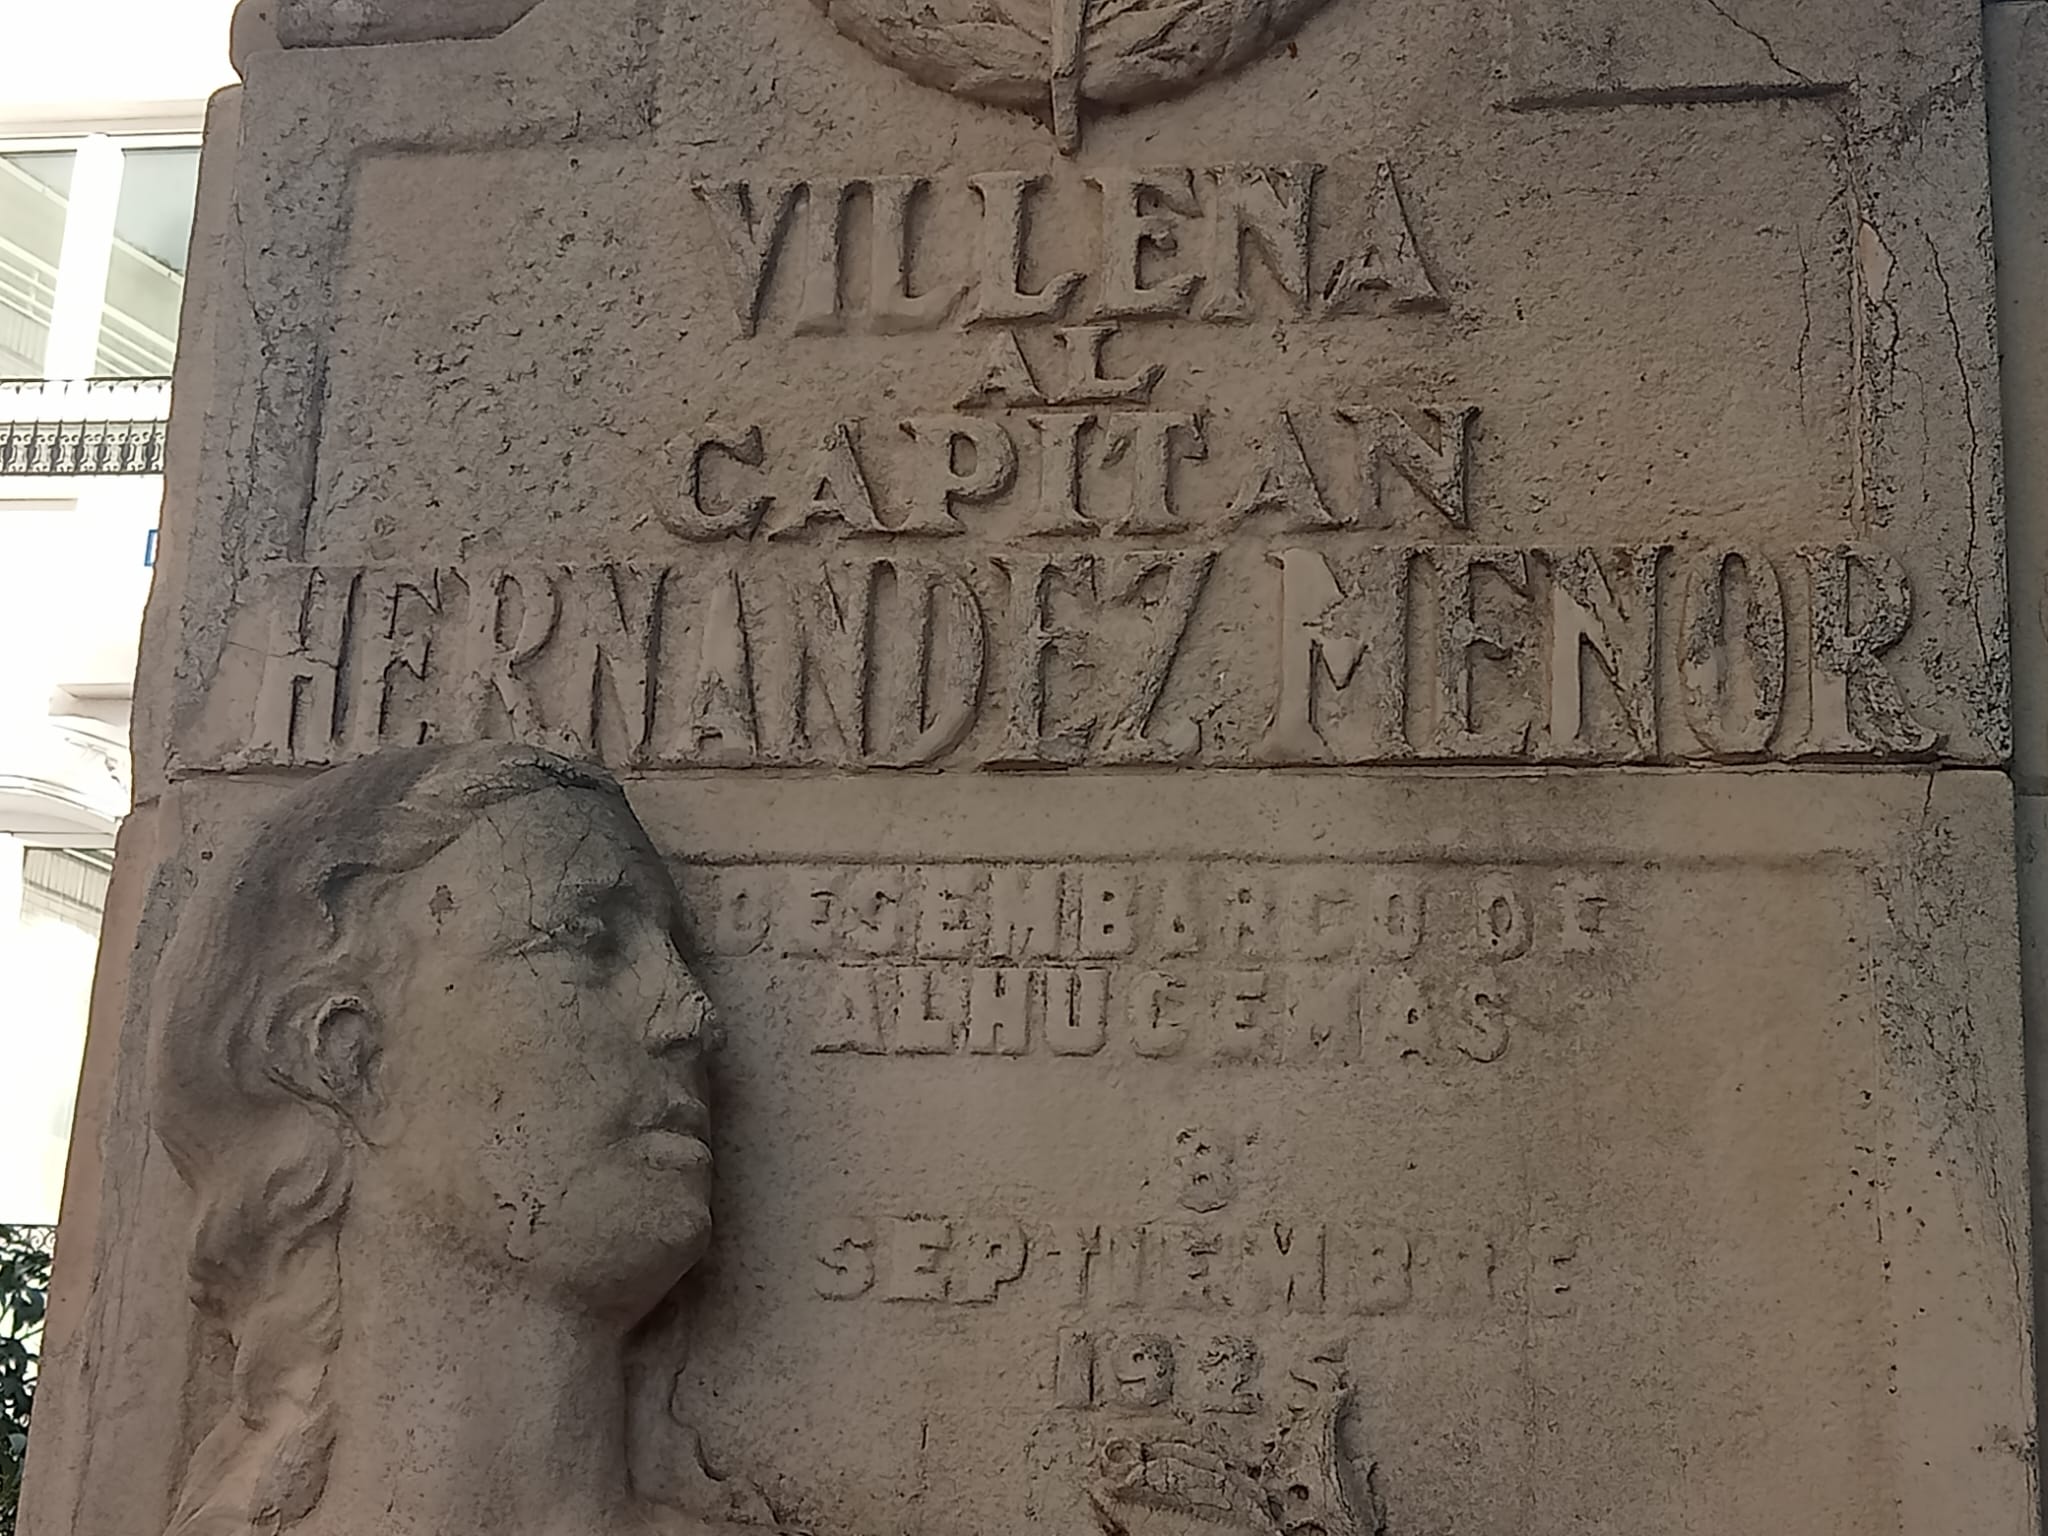 VILLENA
AL
CAPITAN
HERNANDEZ MENOR
DESEMBARCO DE
ALHUCEMAS
8
SEPTIEMBRE
1925